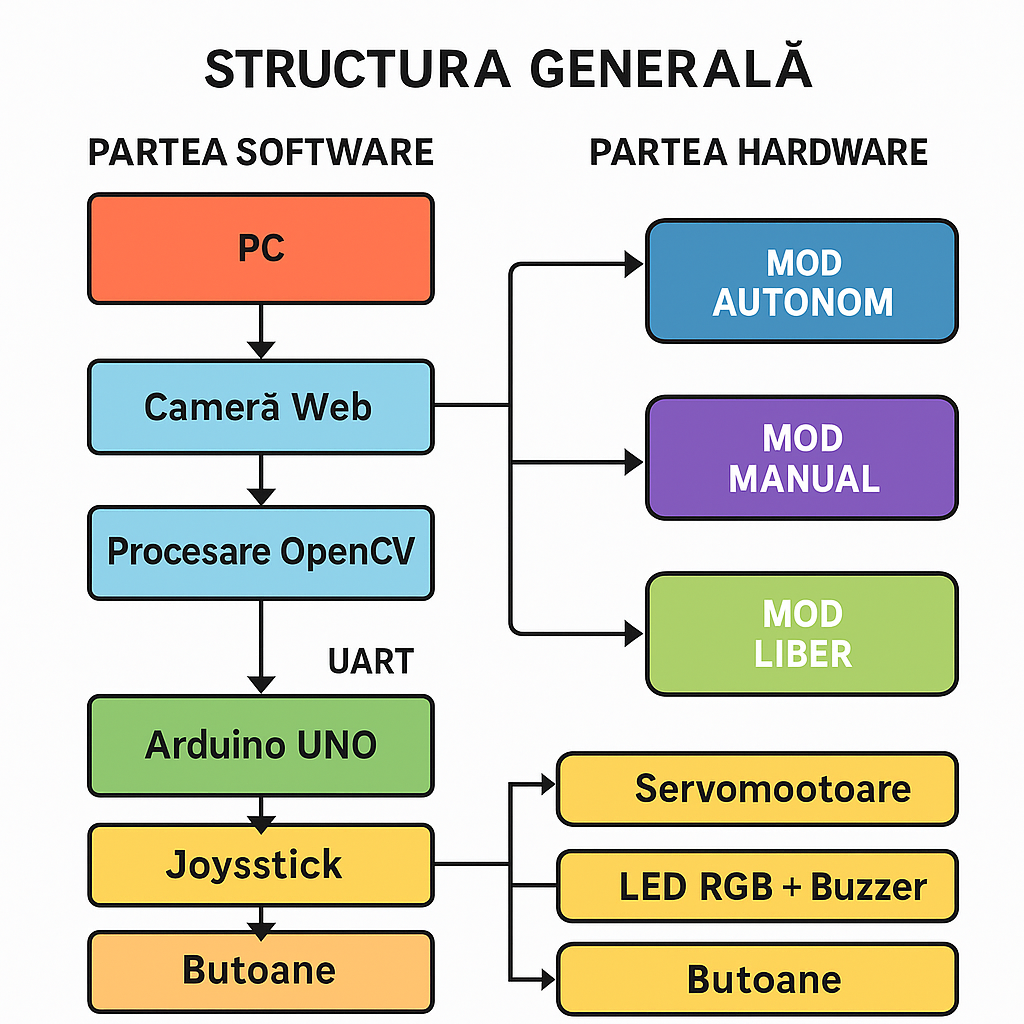 STRUCTURA GENERALĂ
PARTEA SOFTWARE
PC
Cameră Web
Procesare OpenCV
UART
Arduino UNO
Joysstick
Butoane
PARTEA HARDWARE
MOD
AUTONOM
MOD
MANUAL
MOD
LIBER
Servomootoare
LED RGB + Buzzer
Butoane